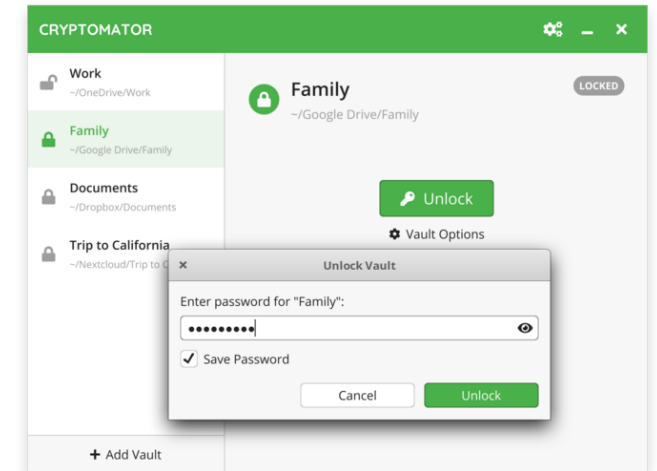 CRYPTOMATOR
Work
~/OneDrive/Work
Family
~/Google Drive/Family
Documents
~/Dropbox/Documents
Trip to California
~/Nextcloud/Trip to
Add Vault
Family
~/Google Drive/Family
LOCKED
Unlock
Vault Options
Unlock Vault
Enter password for "Family":
Save Password
Cancel
Unlock